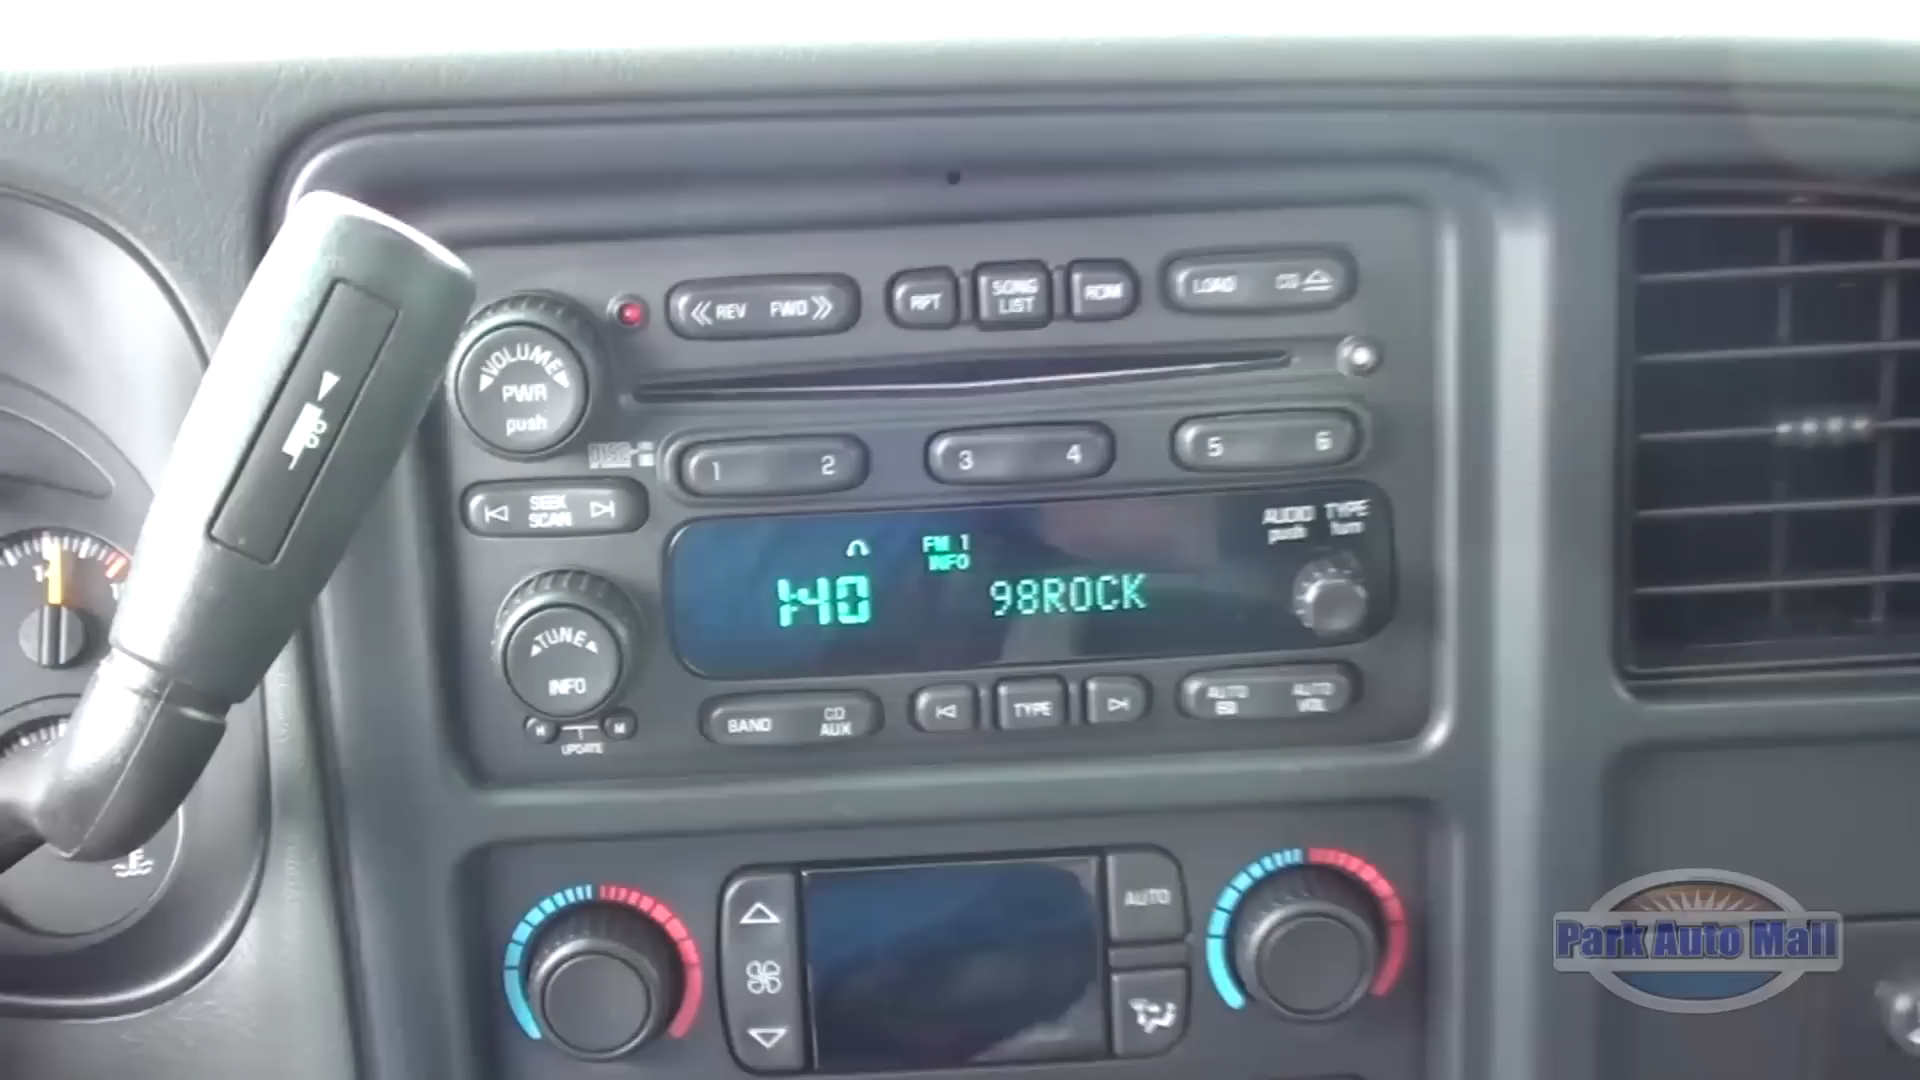 REV FWD
RPT
SONG
LIST
RDM
LOAD CD
VOLUME
PWR
push
DISC
1 2
3 4
5 6
SEEK
SCAN
AUDIO TYPE
push turn
FM 1
INFO
1:40
98ROCK
TUNE
INFO
H M
UPDATE
BAND
CD
AUX
TYPE
AUTO
EQ
AUTO
VOL
AUTO
Park Auto Mall